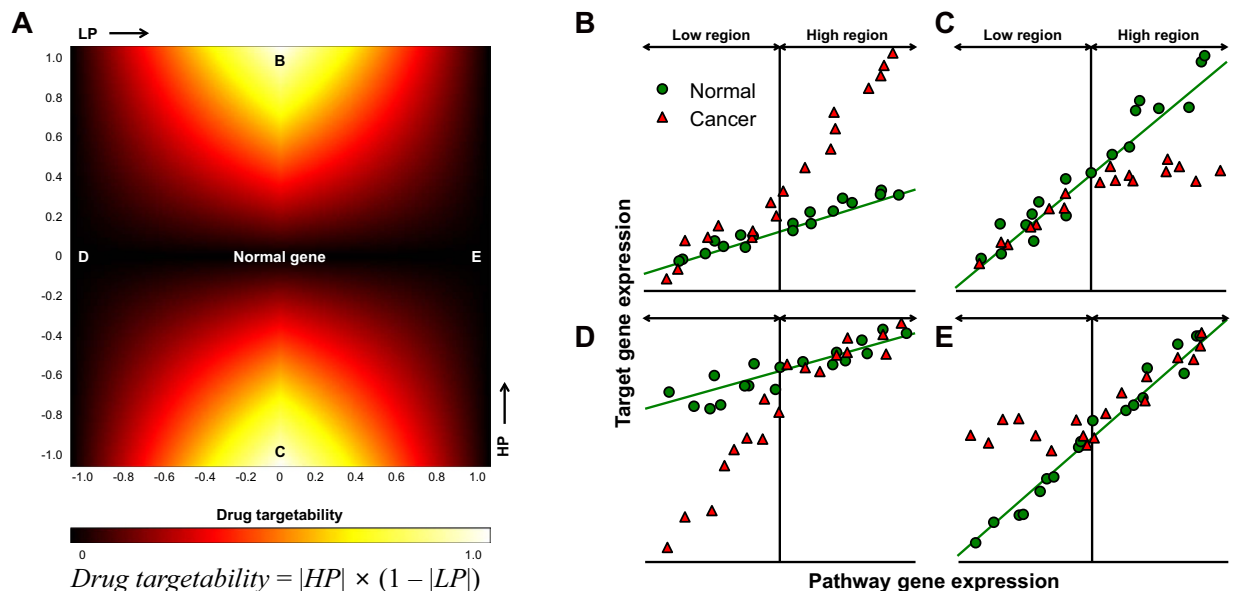 A
LP
B
D
Normal gene
E
C
HP
1.0
0.8
0.6
0.4
0.2
0
-0.2
-0.4
-0.6
-0.8
-1.0
-1.0 -0.8 -0.6 -0.4 -0.2 0 0.2 0.4 0.6 0.8 1.0
Drug targetability
0 1.0
Drug targetability = |HP| × (1 – |LP|)
B
Low region High region
Normal
Cancer
C
Low region High region
D
E
Target gene expression
Pathway gene expression